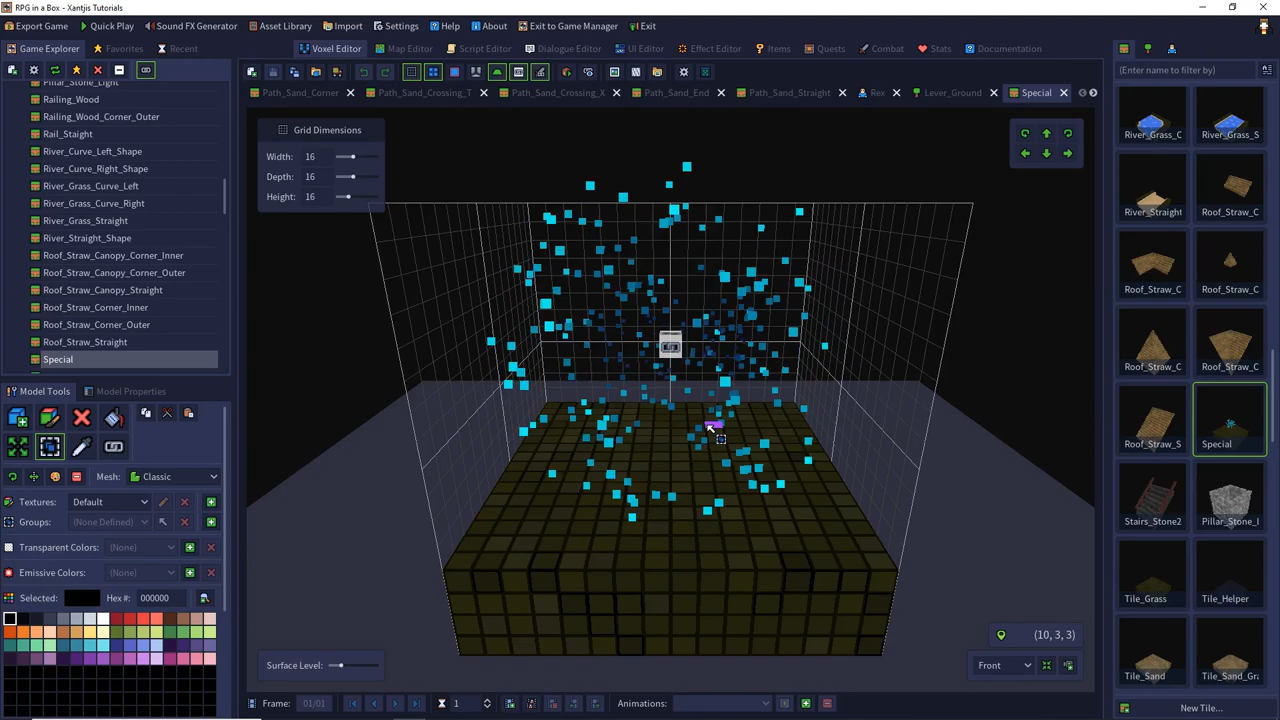 RPG in a Box - Xantjis Tutorials
Export Game
Quick Play
Sound FX Generator
Asset Library
Import
Settings
Help
About
Exit to Game Manager
Exit
Game Explorer
Favorites
Recent
Voxel Editor
Map Editor
Script Editor
Dialogue Editor
UI Editor
Effect Editor
Items
Quests
Combat
Stats
Documentation
(Enter name to filter by)
Path_Sand_Corner
Path_Sand_Crossing_T
Path_Sand_Crossing_X
Path_Sand_End
Path_Sand_Straight
Rex
Lever_Ground
Special
Pillar_Stone_Light
Railing_Wood
Railing_Wood_Corner_Outer
Rail_Staight
River_Curve_Left_Shape
River_Curve_Right_Shape
River_Grass_Curve_Left
River_Grass_Curve_Right
River_Grass_Straight
River_Straight_Shape
Roof_Straw_Canopy_Corner_Inner
Roof_Straw_Canopy_Corner_Outer
Roof_Straw_Canopy_Straight
Roof_Straw_Corner_Inner
Roof_Straw_Corner_Outer
Roof_Straw_Straight
Special
Model Tools
Model Properties
Mesh:
Classic
Textures:
Default
Groups:
(None Defined)
Transparent Colors:
(None)
Emissive Colors:
(None)
Selected:
Hex #:
000000
Grid Dimensions
Width: 16
Depth: 16
Height: 16
Surface Level:
(10, 3, 3)
Front
Frame:
01/01
1
Animations:
River_Grass_C
River_Grass_S
River_Straight
Roof_Straw_C
Roof_Straw_C
Roof_Straw_C
Roof_Straw_C
Roof_Straw_C
Roof_Straw_S
Special
Stairs_Stone2
Pillar_Stone_l
Tile_Grass
Tile_Helper
Tile_Sand
Tile_Sand_Gra
New Tile...